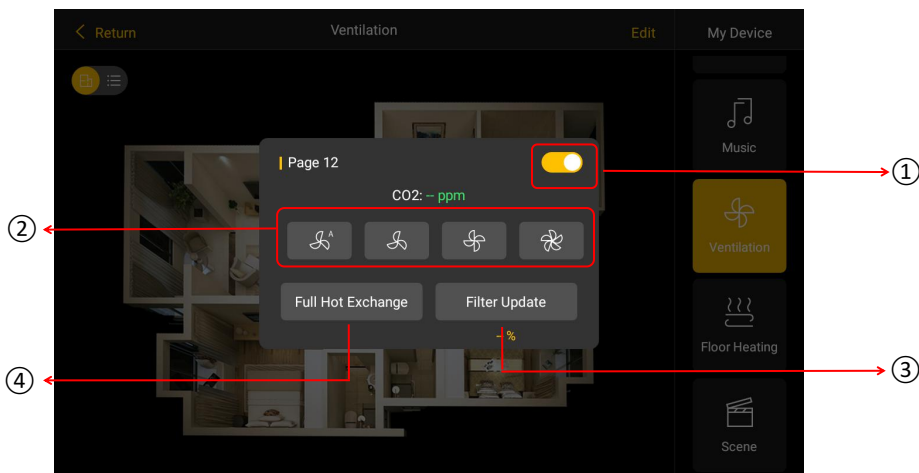 Return
Ventilation
Edit
My Device
Music
Page 12
①
CO2: -- ppm
②
A
Ventilation
Full Hot Exchange
Filter Update
-- %
Floor Heating
③
④
Scene